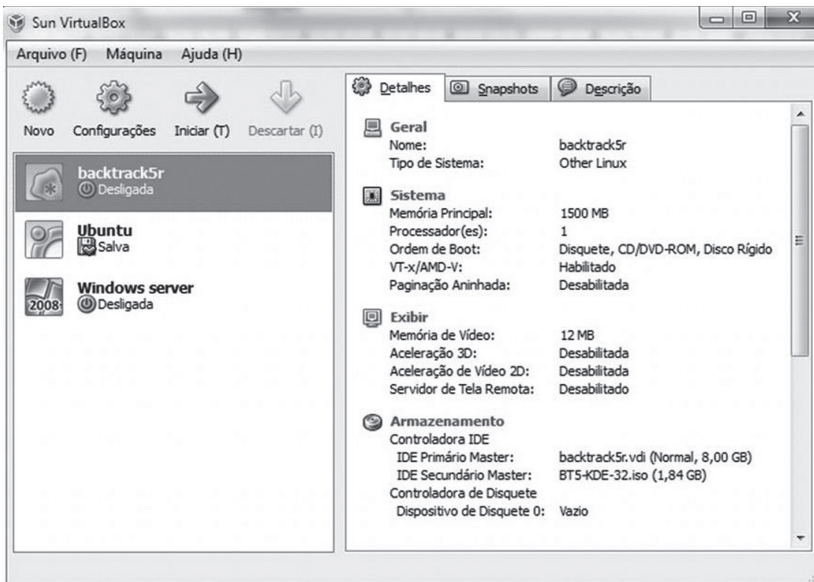 Sun VirtualBox
Arquivo (F) Máquina Ajuda (H)
Novo Configurações Iniciar (T) Descartar (I)
backtrack5r
Desligada
Ubuntu
Salva
Windows server
2008
Desligada
Detalhes Snapshots Descrição
Geral
Nome: backtrack5r
Tipo de Sistema: Other Linux
Sistema
Memória Principal: 1500 MB
Processador(es): 1
Ordem de Boot: Disquete, CD/DVD-ROM, Disco Rígido
VT-x/AMD-V: Habilitado
Paginação Aninhada: Desabilitada
Exibir
Memória de Vídeo: 12 MB
Aceleração 3D: Desabilitada
Aceleração de Vídeo 2D: Desabilitada
Servidor de Tela Remota: Desabilitado
Armazenamento
Controladora IDE
IDE Primário Master: backtrack5r.vdi (Normal, 8,00 GB)
IDE Secundário Master: BT5-KDE-32.iso (1,84 GB)
Controladora de Disquete
Dispositivo de Disquete 0: Vazio